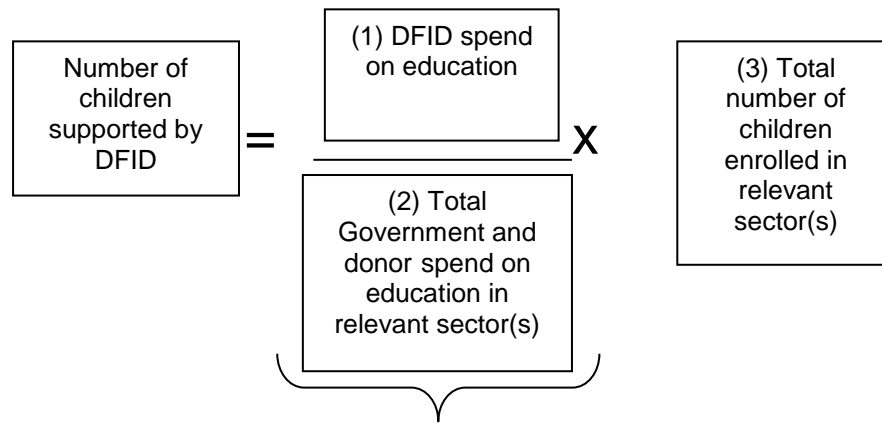 Number of
children
supported by
DFID
=
(1) DFID spend
on education
(2) Total
Government and
donor spend on
education in
relevant sector(s)
X
(3) Total
number of
children
enrolled in
relevant
sector(s)